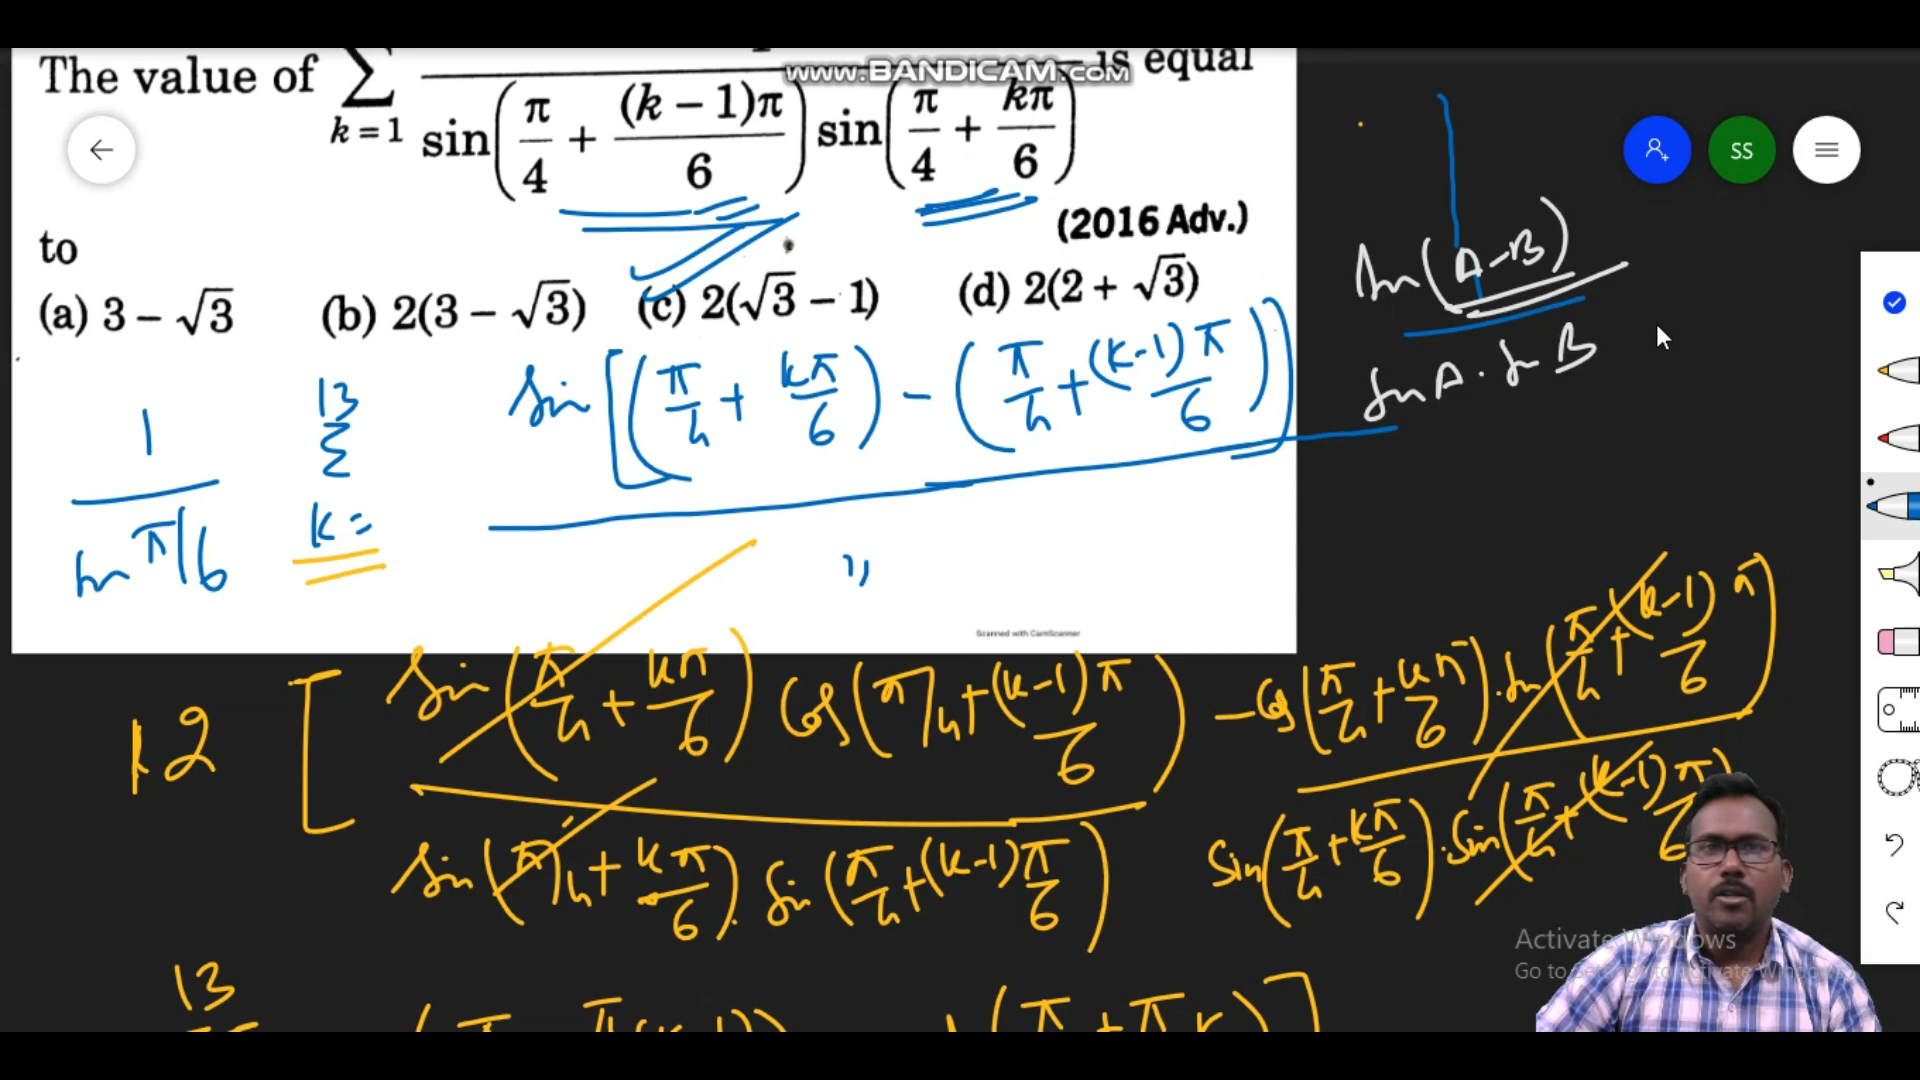 The value of ∑ k = 1 / sin(π/4 + (k − 1)π/6) sin(π/4 + kπ/6) is equal
www.BANDICAM.com
(2016 Adv.)
to
(a) 3 − √3 (b) 2(3 − √3) (c) 2(√3 − 1) (d) 2(2 + √3)
SS
sin(A−B)
sinA . sin B
1 / sin π/6
13 ∑ k =
sin [(π/4 + kπ/6) − (π/4 + (k−1)π/6)]
"
Scanned with CamScanner
12 [ sin(π/4 + kπ/6) cos(π/4 + (k−1)π/6) − cos(π/4 + kπ/6) . sin(π/4 + (k−1)π/6)
sin(π/4 + kπ/6) . sin(π/4 + (k−1)π/6) sin(π/4 + kπ/6) . sin(π/4 + (k−1)π/6)
Activate Windows
13